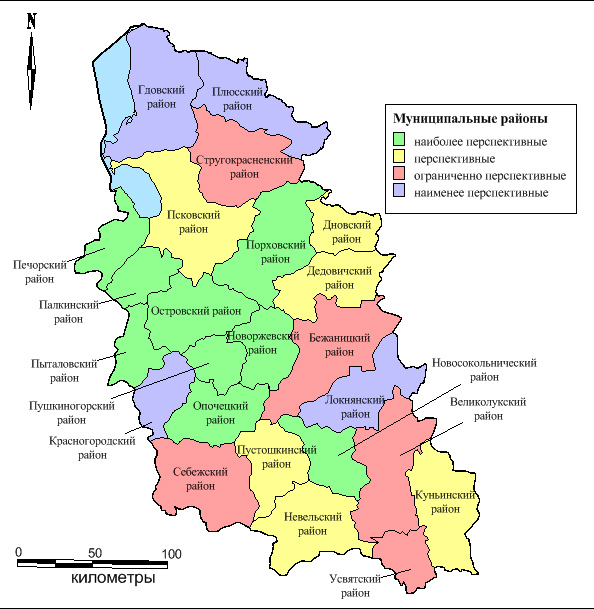 N
Гдовский
район
Плюсский
район
Муниципальные районы
наиболее перспективные
перспективные
ограниченно перспективные
наименее перспективные
Стругокрасненский
район
Псковский
район
Дновский
район
Порховский
район
Печорский
район
Дедовичский
район
Палкинский
район
Островский район
Новоржевский
район
Бежаницкий
район
Пыталовский
район
Новосокольнический
район
Пушкиногорский
район
Опочецкий
район
Локнянский
район
Великолукский
район
Красногородский
район
Пустошкинский
район
Себежский
район
Куньинский
район
Невельский
район
0 50 100
километры
Усвятский
район